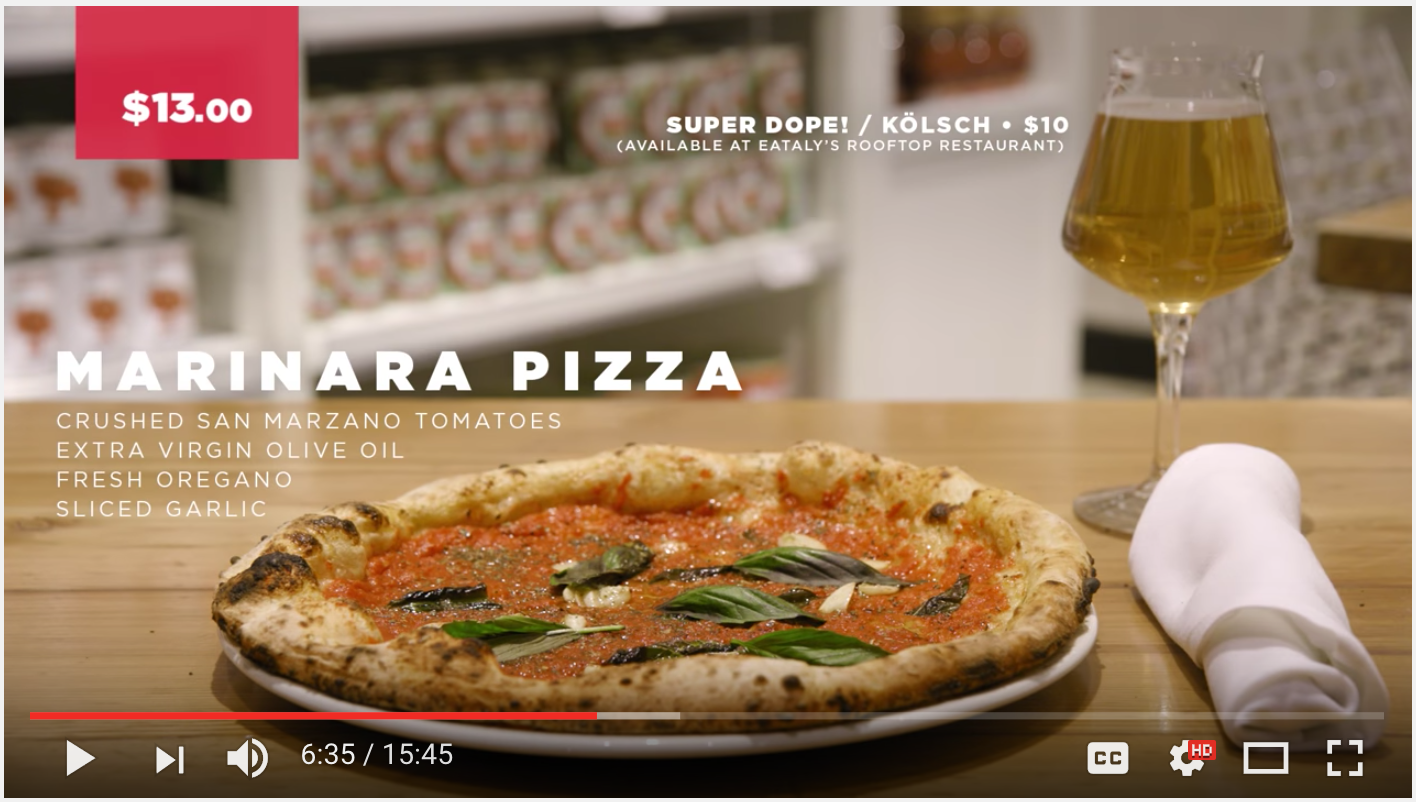 $13.00
SUPER DOPE! / KÖLSCH • $10
(AVAILABLE AT EATALY'S ROOFTOP RESTAURANT)
MARINARA PIZZA
CRUSHED SAN MARZANO TOMATOES
EXTRA VIRGIN OLIVE OIL
FRESH OREGANO
SLICED GARLIC
6:35 / 15:45
CC
HD